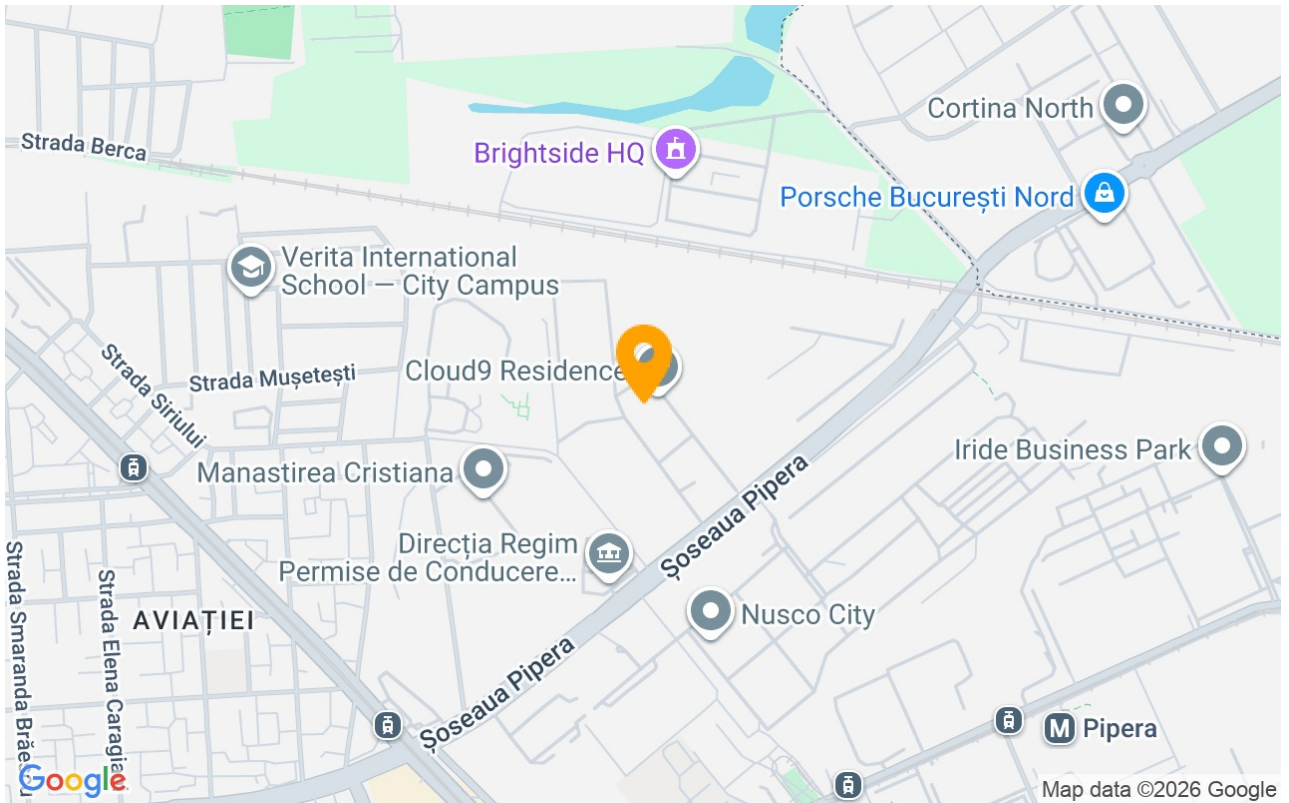 Cortina North
Strada Berca
Brightside HQ
Porsche București Nord
Verita International
School — City Campus
Strada Siriului
Strada Mușetești
Cloud9 Residence
Manastirea Cristiana
Iride Business Park
Șoseaua Pipera
Direcția Regim
Permise de Conducere...
Strada Smaranda Brăescu
Strada Elena Caragia
AVIAȚIEI
Nusco City
Șoseaua Pipera
M Pipera
Google
Map data ©2026 Google